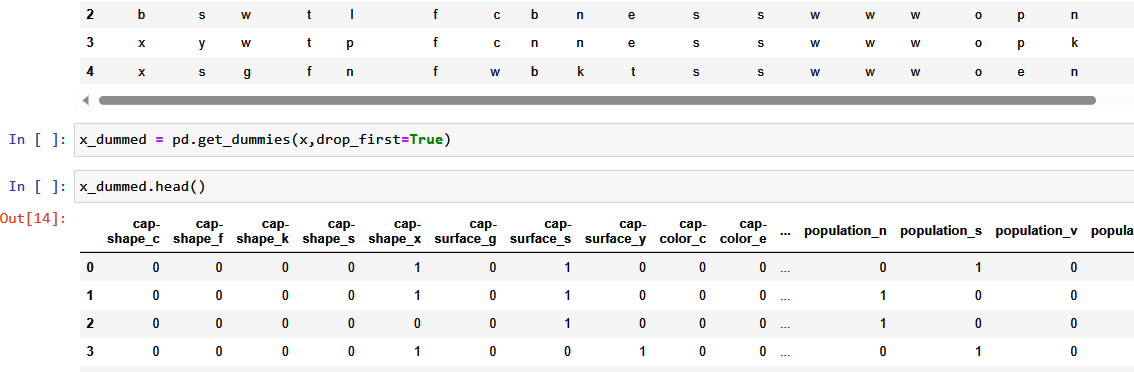 2 b s w t l f c b n e s s w w w o p n
3 x y w t p f c n n e s s w w w o p k
4 x s g f n f w b k t s s w w w o e n
In [ ]: x_dummed = pd.get_dummies(x,drop_first=True)
In [ ]: x_dummed.head()
Out[14]:
cap- cap- cap- cap- cap- cap- cap- cap- cap- cap-
shape_c shape_f shape_k shape_s shape_x surface_g surface_s surface_y color_c color_e ... population_n population_s population_v popula
0 0 0 0 0 1 0 1 0 0 0 ... 0 1 0
1 0 0 0 0 1 0 1 0 0 0 ... 1 0 0
2 0 0 0 0 0 0 1 0 0 0 ... 1 0 0
3 0 0 0 0 1 0 0 1 0 0 ... 0 1 0